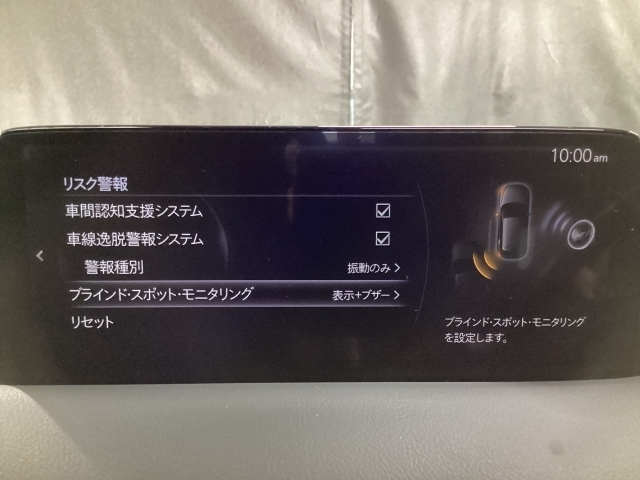 10:00am
リスク警報
車間認知支援システム
車線逸脱警報システム
警報種別 振動のみ
ブラインド・スポット・モニタリング 表示+ブザー
リセット
ブラインド・スポット・モニタリング
を設定します。